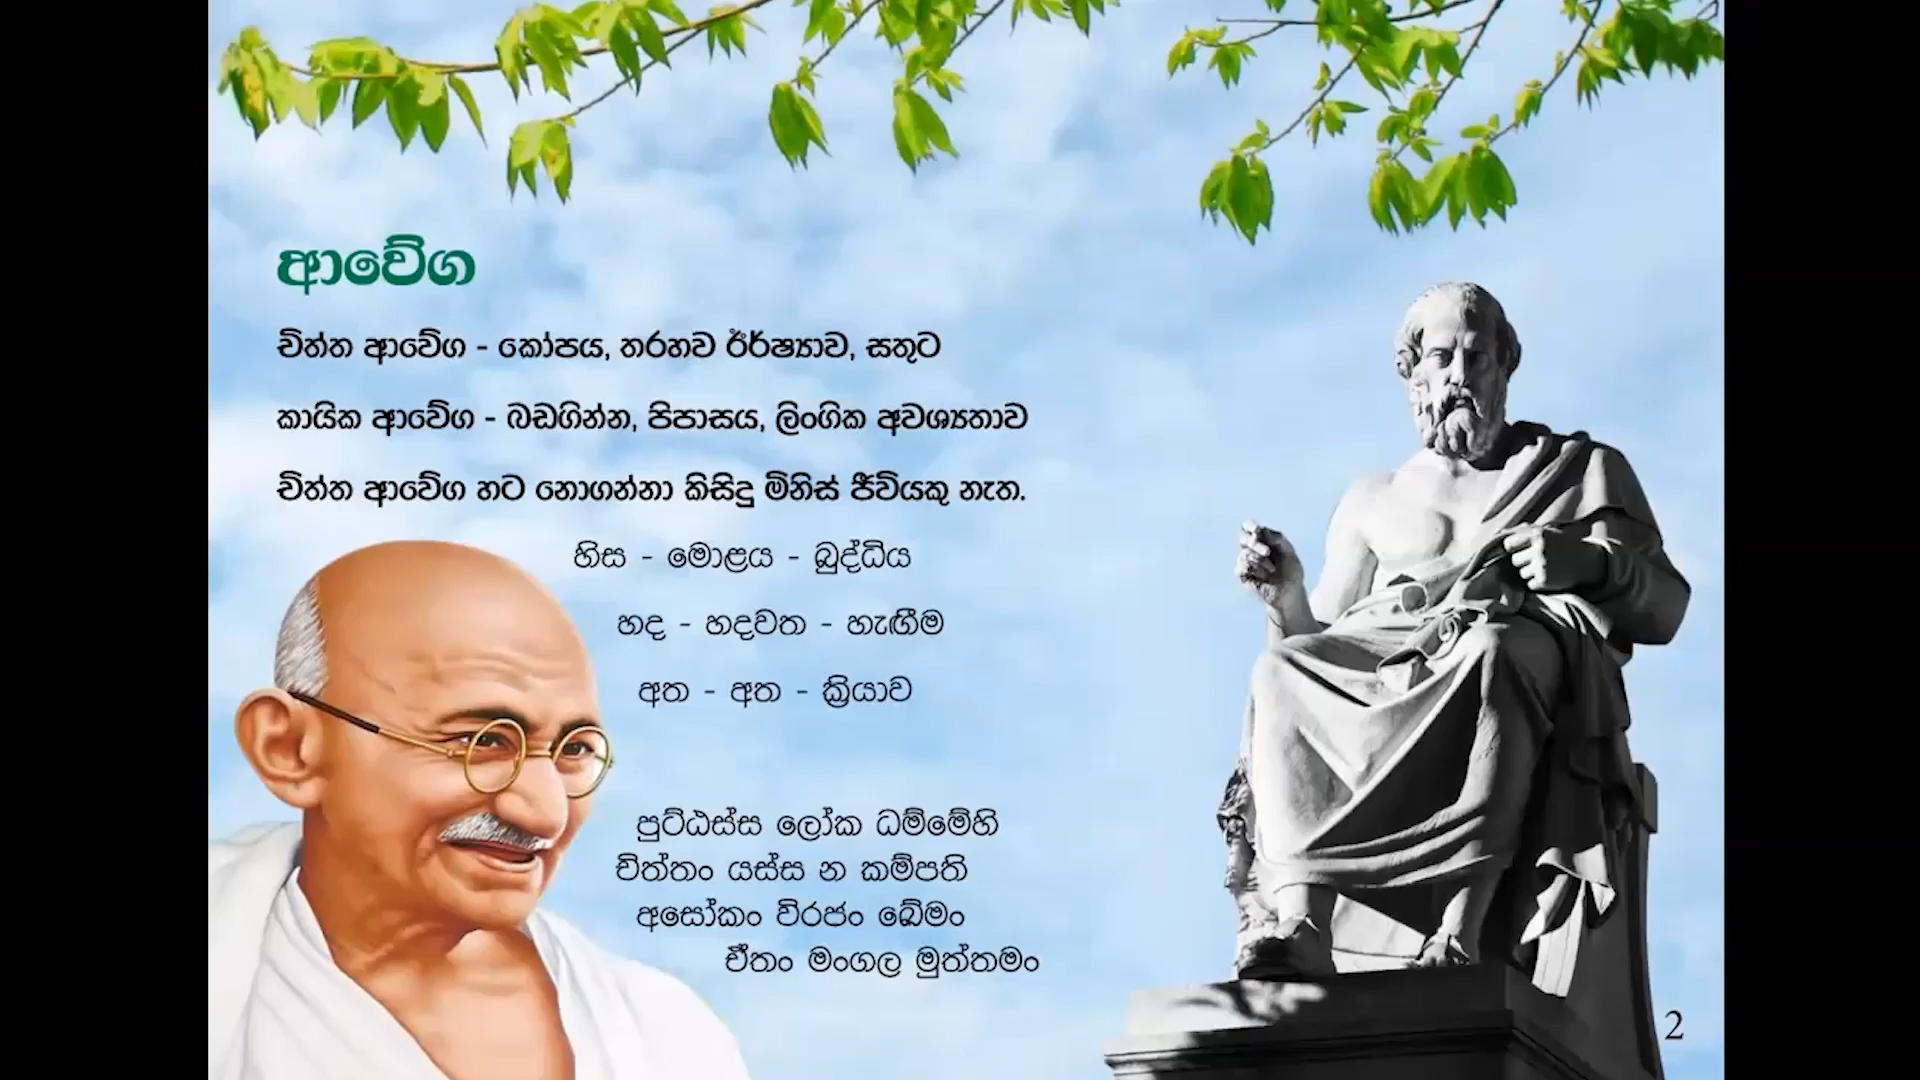 ආවේග
චිත්ත ආවේග - කෝපය, තරහව ඊර්ෂ්‍යාව, සතුට
කායික ආවේග - බඩගින්න, පිපාසය, ලිංගික අවශ්‍යතාව
චිත්ත ආවේග හට නොගන්නා කිසිදු මිනිස් ජීවියකු නැත.
හිස - මොළය - බුද්ධිය
හද - හදවත - හැඟීම
අත - අත - ක්‍රියාව
පුට්ඨස්ස ලෝක ධම්මේහි
චිත්තං යස්ස න කම්පති
අසෝකං විරජං ඛේමං
ඒතං මංගල මුත්තමං
2